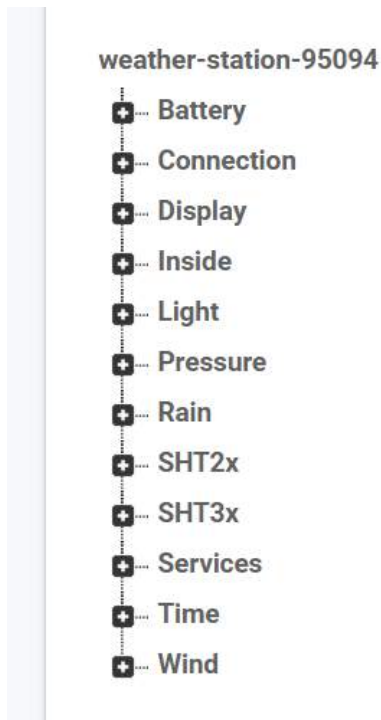 weather-station-95094
Battery
Connection
Display
Inside
Light
Pressure
Rain
SHT2x
SHT3x
Services
Time
Wind